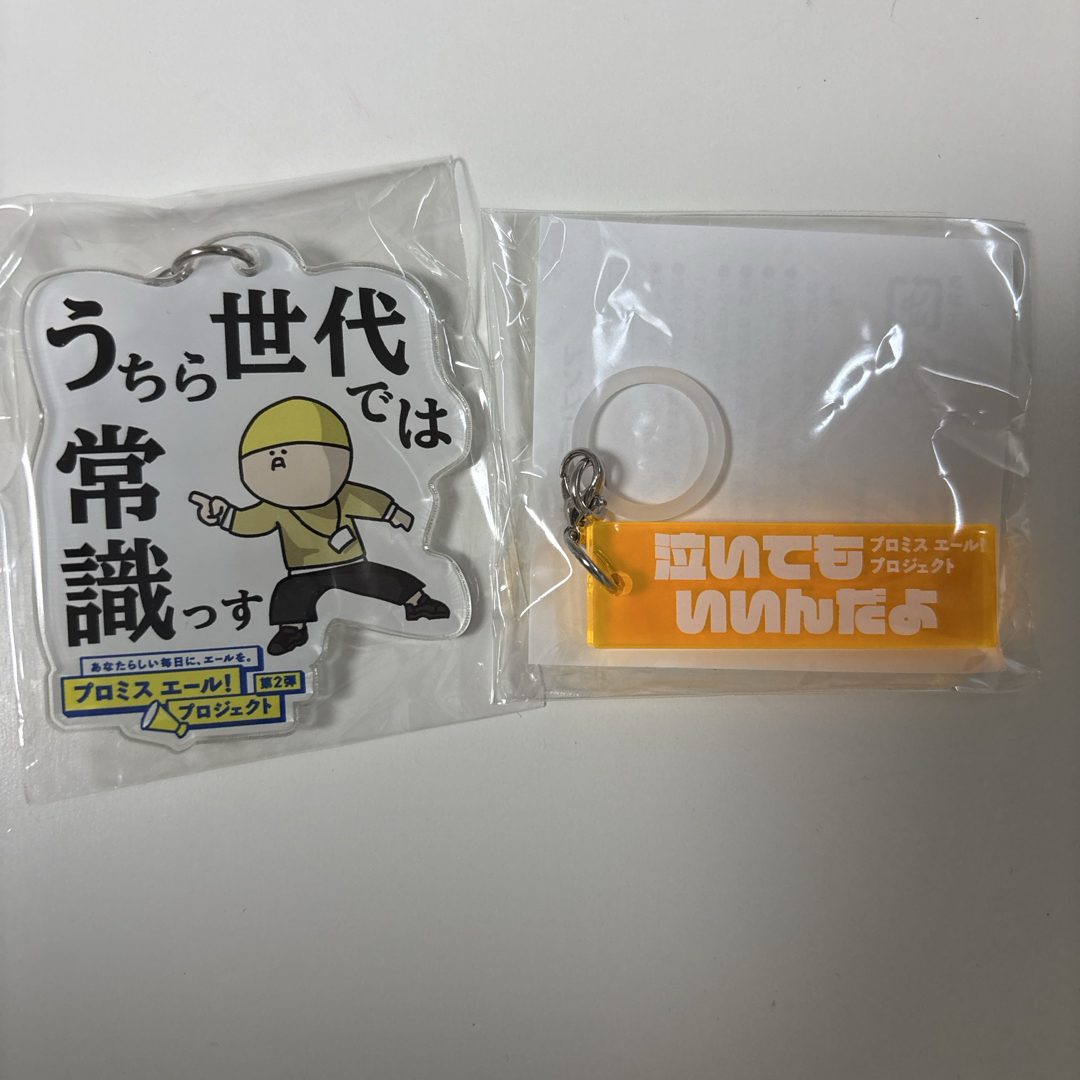 うちら世代
では
常識っす
あなたらしい毎日に、エールを。
プロミス エール！ 第2弾
プロジェクト
泣いても プロミス エール！
プロジェクト
いいんだよ